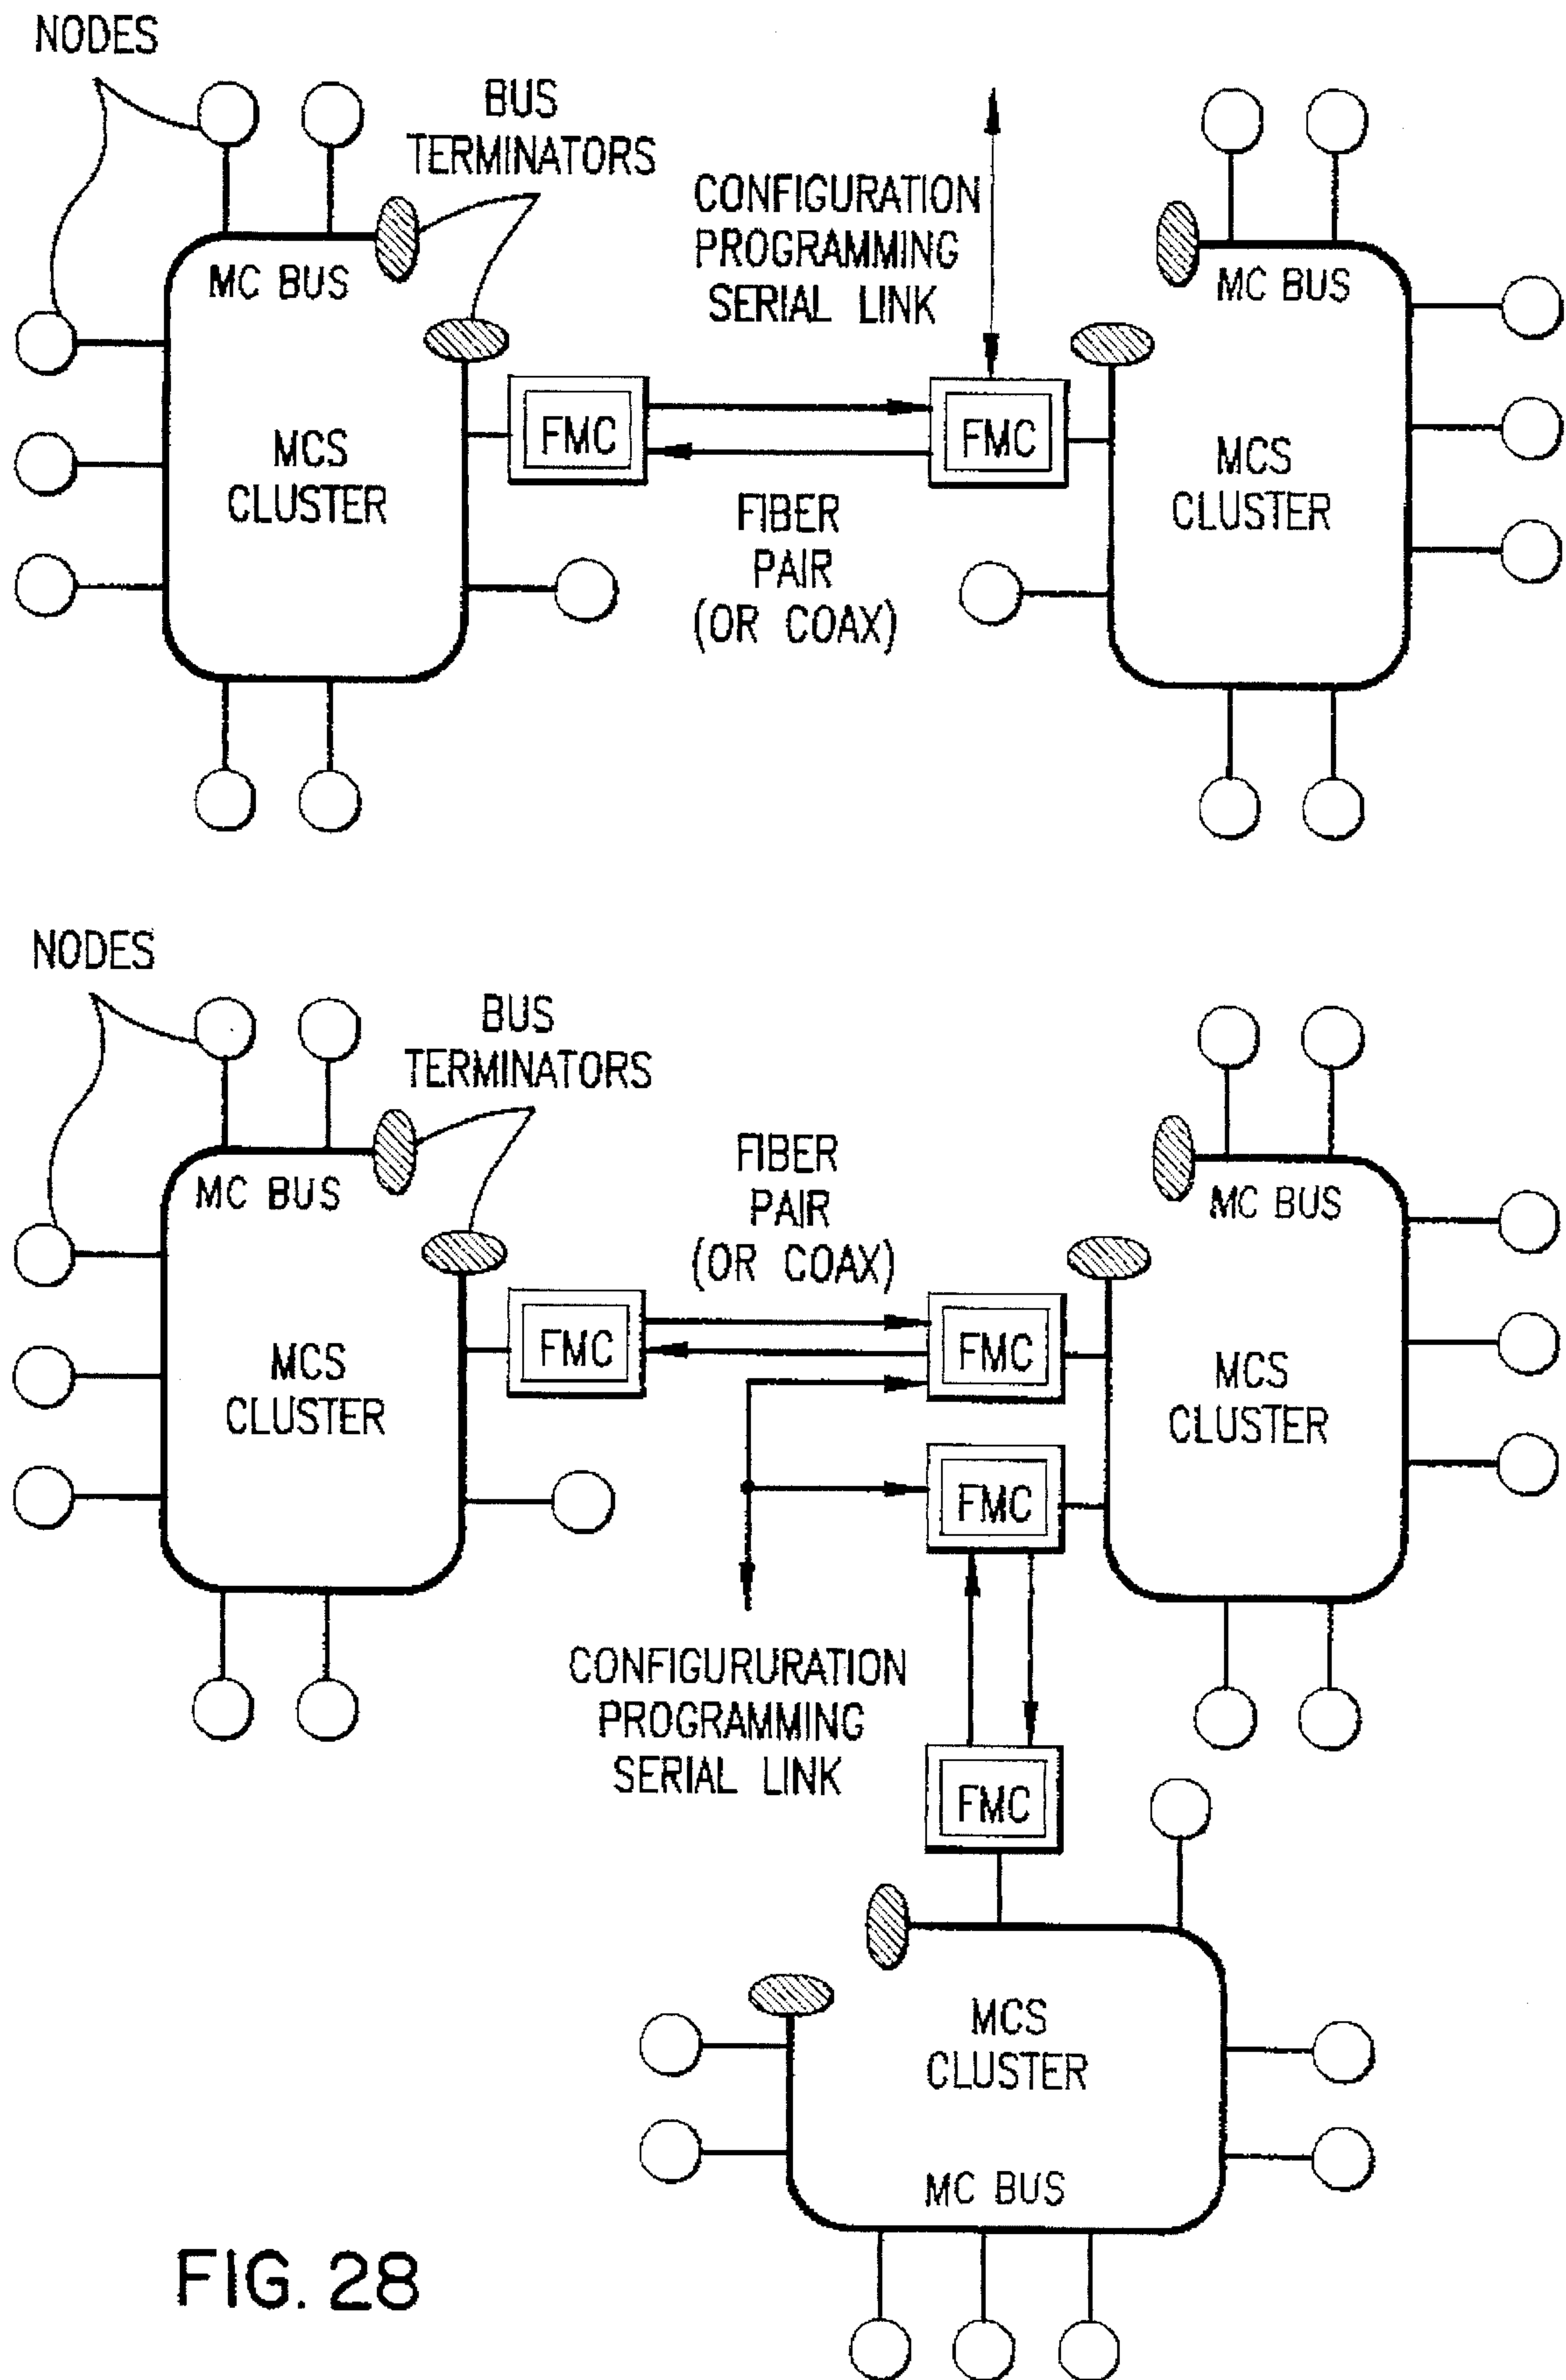 NODES
BUS
TERMINATORS
CONFIGURATION
PROGRAMMING
SERIAL LINK
MC BUS
MC BUS
FMC
FMC
MCS
CLUSTER
MCS
CLUSTER
FIBER
PAIR
(OR COAX)
NODES
BUS
TERMINATORS
FIBER
PAIR
(OR COAX)
MC BUS
MC BUS
FMC
FMC
MCS
CLUSTER
MCS
CLUSTER
FMC
CONFIGURURATION
PROGRAMMING
SERIAL LINK
FMC
MCS
CLUSTER
MC BUS
FIG. 28